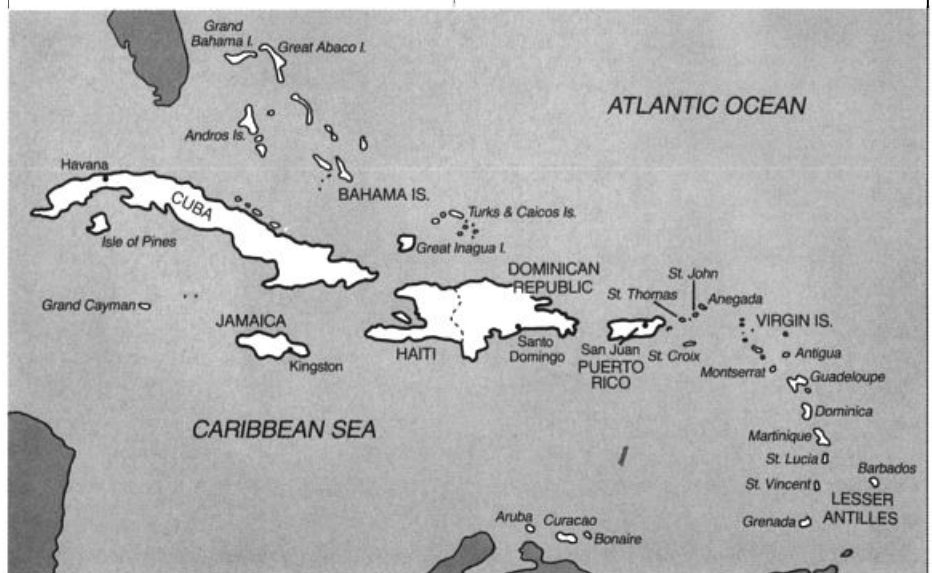 Grand
Bahama I.
Great Abaco I.
ATLANTIC OCEAN
Andros Is.
Havana
BAHAMA IS.
CUBA
Turks & Caicos Is.
Isle of Pines
Great Inagua I.
DOMINICAN
REPUBLIC
St. John
St. Thomas
Anegada
Grand Cayman
JAMAICA
VIRGIN IS.
HAITI
Santo
Domingo
San Juan
PUERTO
RICO
St. Croix
Antigua
Kingston
Montserrat
Guadeloupe
Dominica
CARIBBEAN SEA
Martinique
St. Lucia
Barbados
St. Vincent
LESSER
ANTILLES
Grenada
Aruba
Curacao
Bonaire